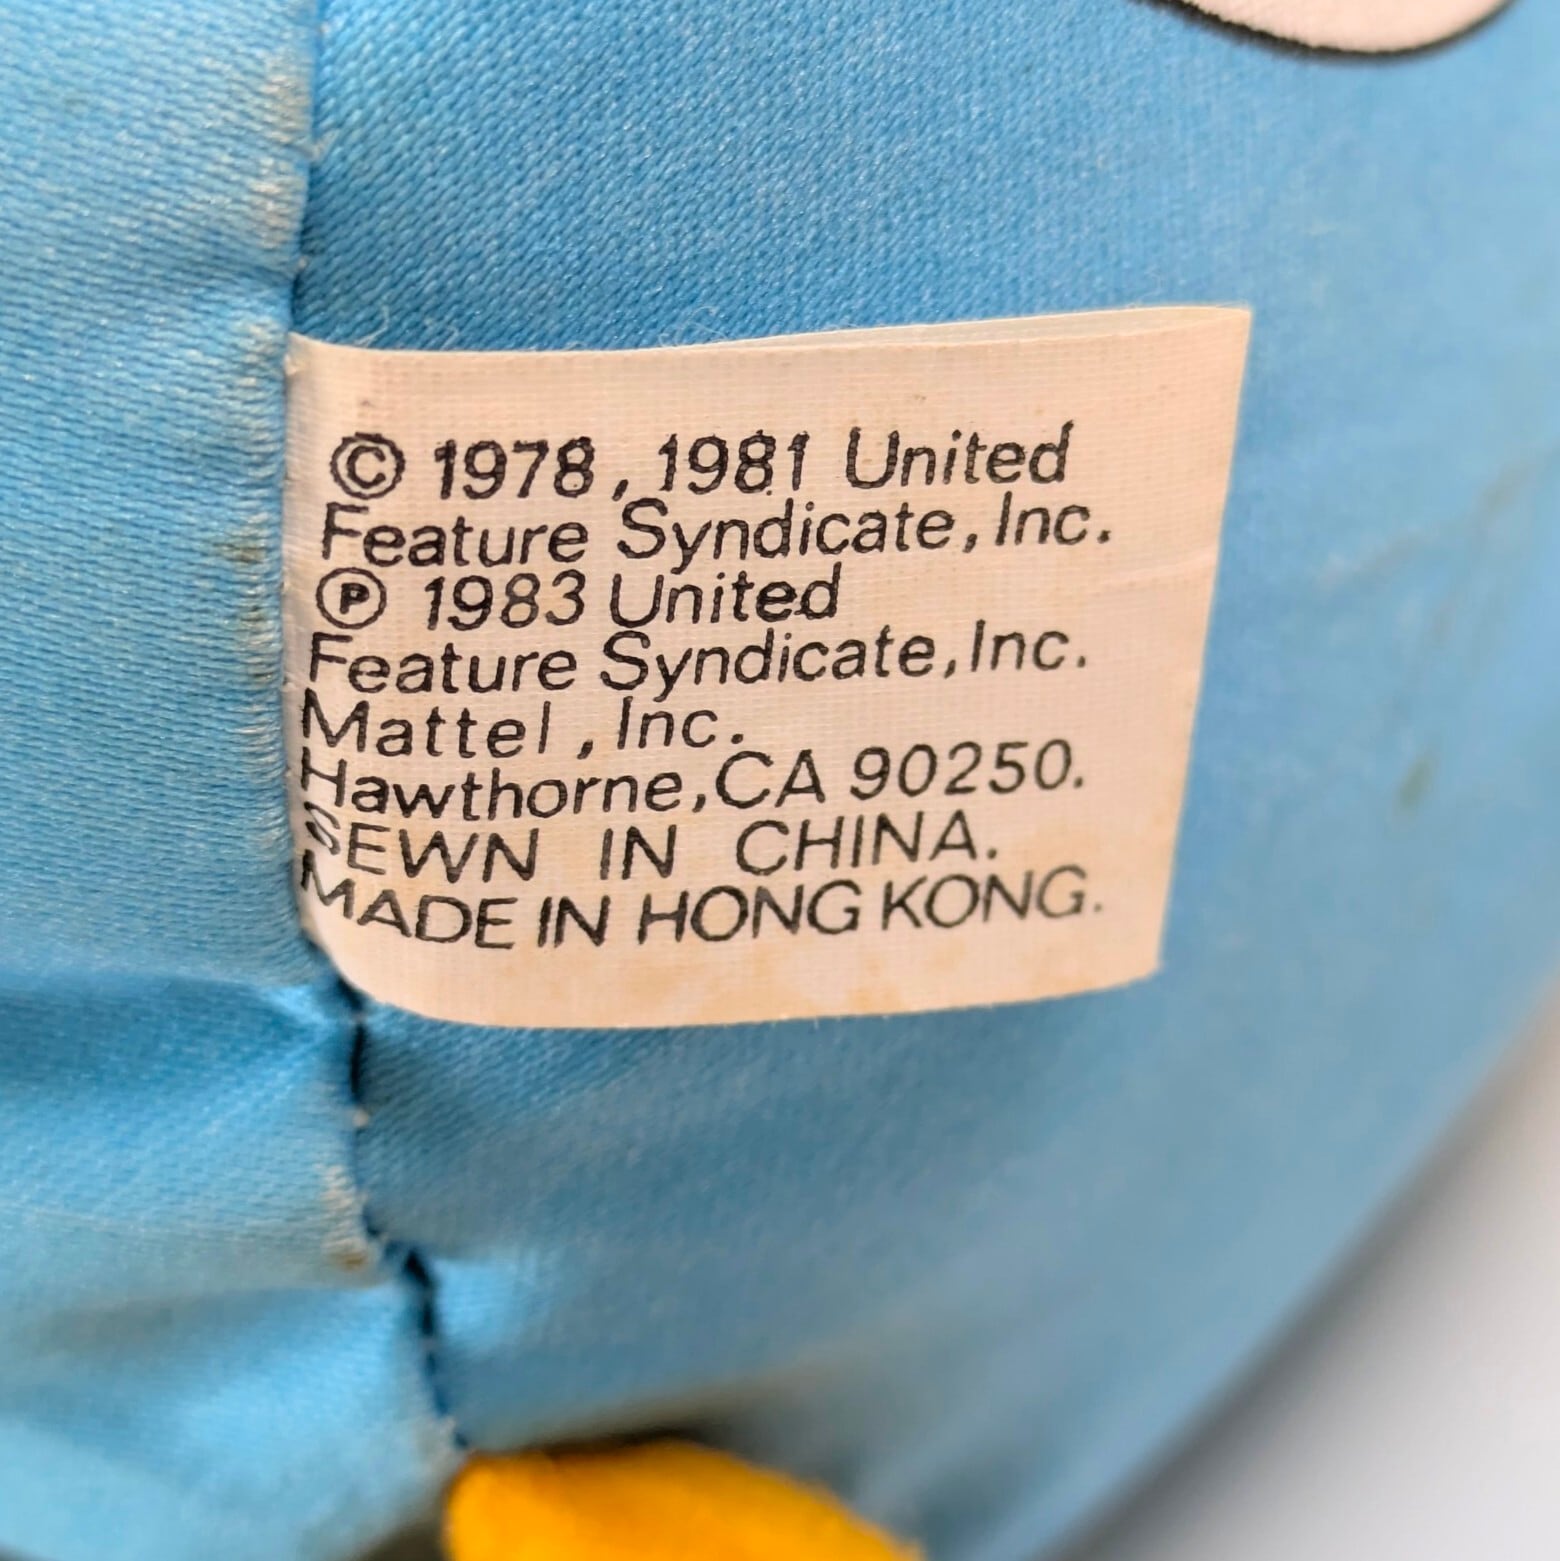 © 1978, 1981 United
Feature Syndicate, Inc.
Ⓟ 1983 United
Feature Syndicate, Inc.
Mattel, Inc.
Hawthorne, CA 90250.
SEWN IN CHINA.
MADE IN HONG KONG.